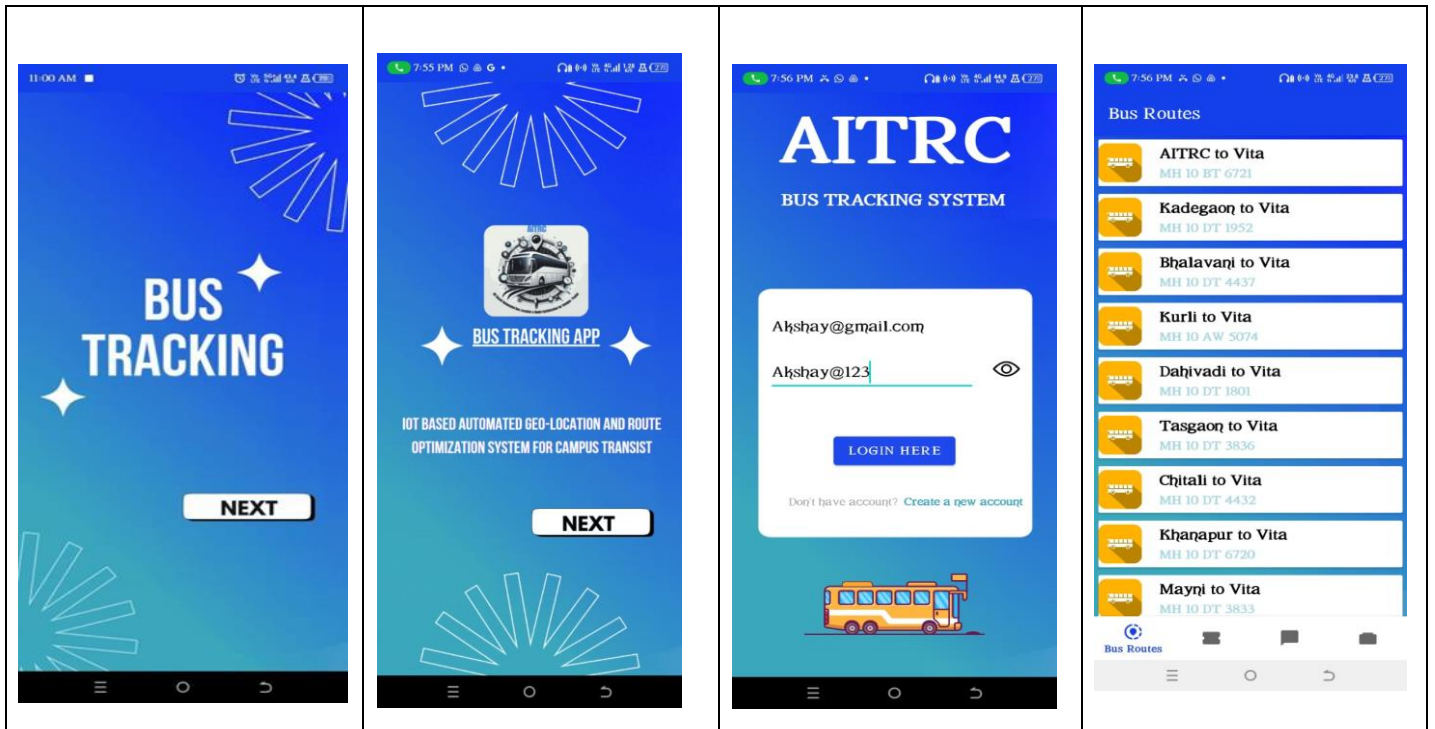 11:00 AM
BUS
TRACKING
NEXT
7:55 PM
G
AITRC
BUS TRACKING APP
IOT BASED AUTOMATED GEO-LOCATION AND ROUTE
OPTIMIZATION SYSTEM FOR CAMPUS TRANSIST
NEXT
7:56 PM
AITRC
BUS TRACKING SYSTEM
Akshay@gmail.com
Akshay@123
LOGIN HERE
Don't have account? Create a new account
7:56 PM
Bus Routes
AITRC to Vita
MH 10 BT 6721
Kadegaon to Vita
MH 10 DT 1952
Bhalavani to Vita
MH 10 DT 4437
Kurli to Vita
MH 10 AW 5074
Dahivadi to Vita
MH 10 DT 1801
Tasgaon to Vita
MH 10 DT 3836
Chitali to Vita
MH 10 DT 4432
Khanapur to Vita
MH 10 DT 6720
Mayni to Vita
MH 10 DT 3833
Bus Routes